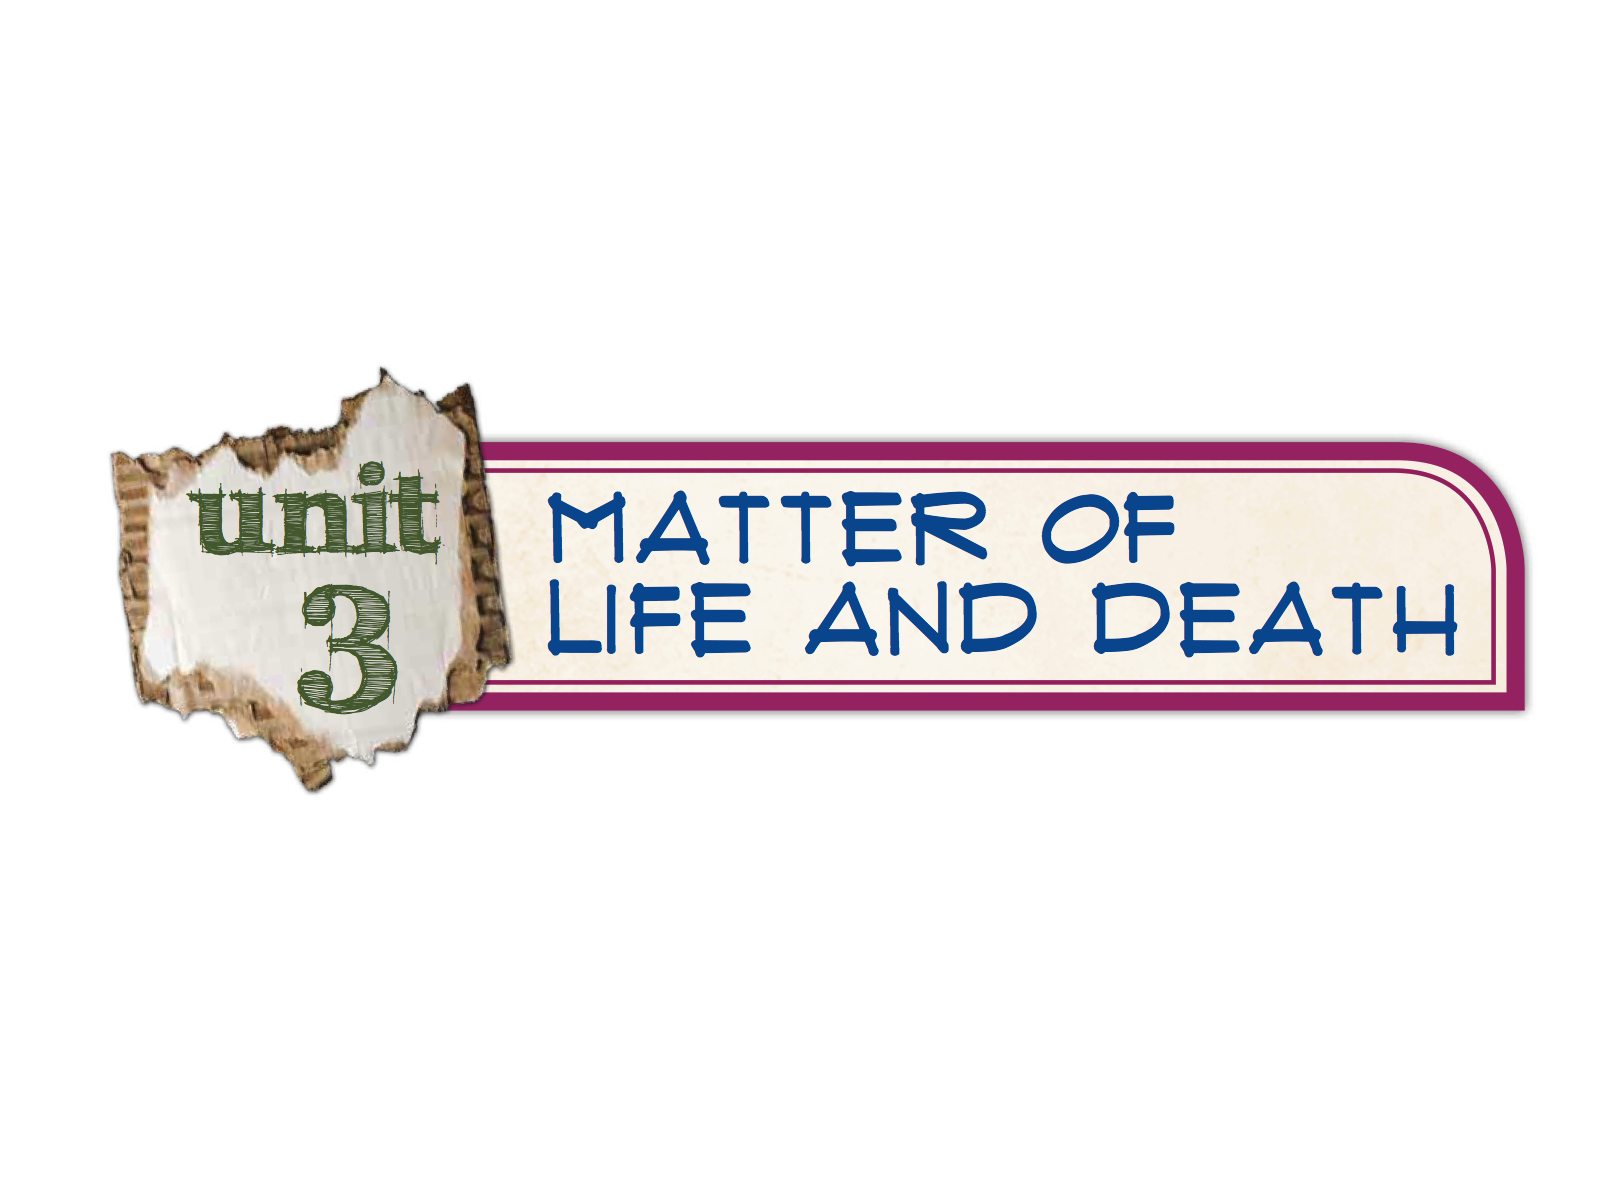 unit
3
MATTER OF
LIFE AND DEATH